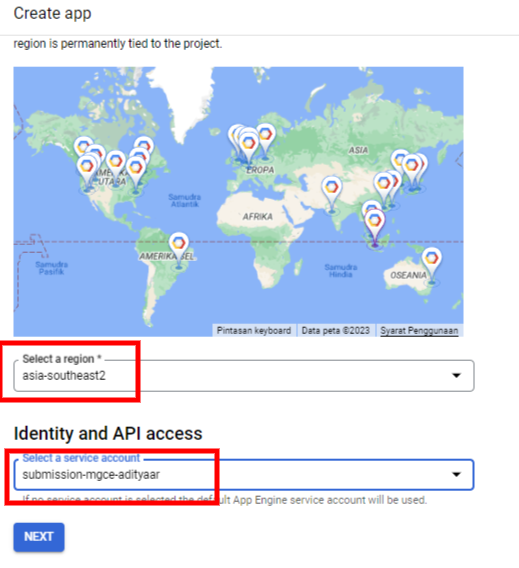 Create app
region is permanently tied to the project.
AMERIKA
UTARA
EROPA
ASIA
Samudra
Atlantik
AFRIKA
AMERIKA SEL
Samudra
Pasifik
Samudra
Hindia
OSEANIA
Pintasan keyboard
Data peta ©2023
Syarat Penggunaan
Select a region *
asia-southeast2
Identity and API access
Select a service account
submission-mgce-adityaar
If no service account is selected the default App Engine service account will be used.
NEXT